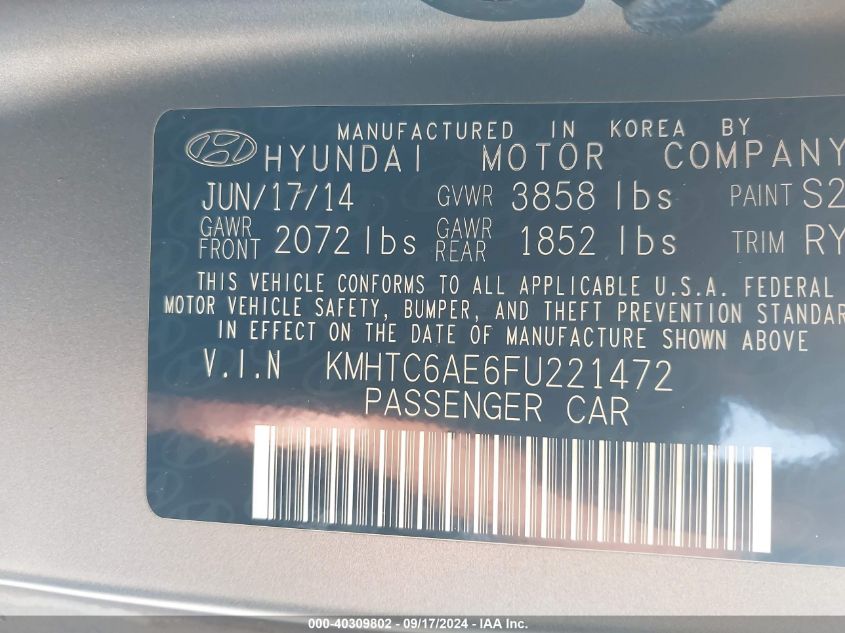 MANUFACTURED IN KOREA BY
HYUNDAI MOTOR COMPANY
JUN/17/14 GVWR 3858 lbs PAINT S2
GAWR FRONT 2072 lbs GAWR REAR 1852 lbs TRIM RY
THIS VEHICLE CONFORMS TO ALL APPLICABLE U.S.A. FEDERAL
MOTOR VEHICLE SAFETY, BUMPER, AND THEFT PREVENTION STANDAR
IN EFFECT ON THE DATE OF MANUFACTURE SHOWN ABOVE
V.I.N KMHTC6AE6FU221472
PASSENGER CAR
000-40309802 - 09/17/2024 - IAA Inc.